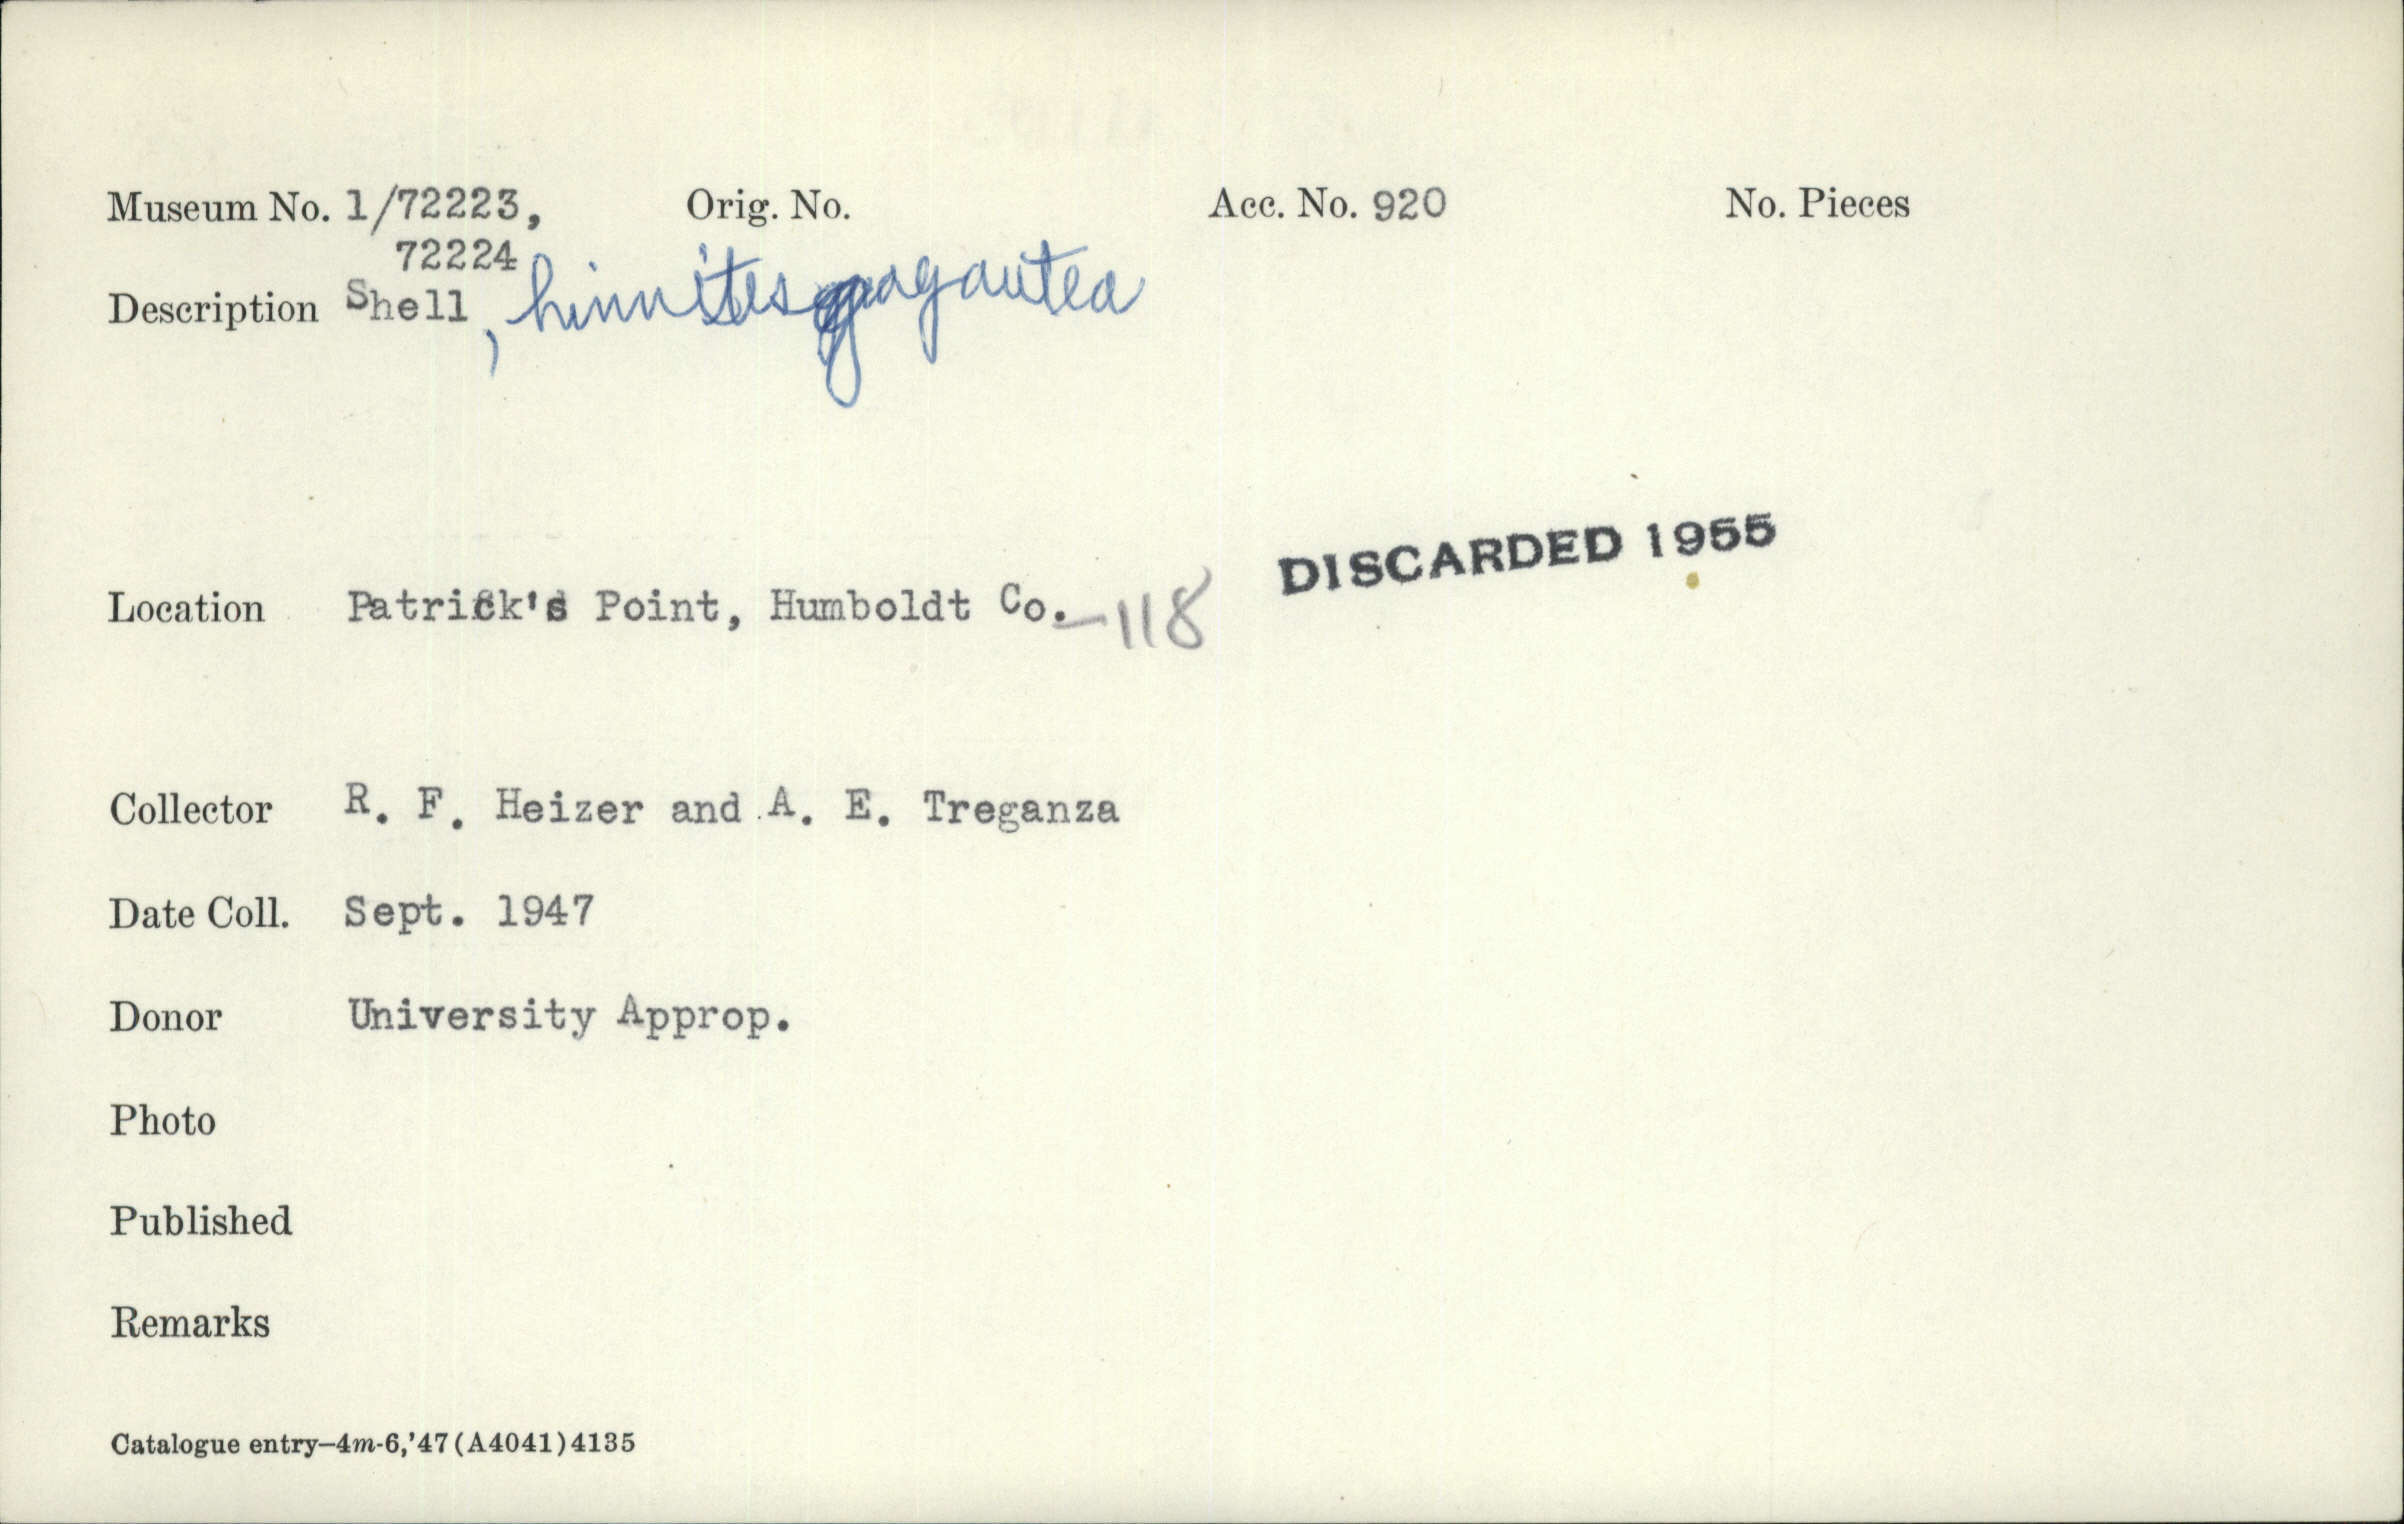 Museum No. 1/72223, Orig. No. Acc. No. 920 No. Pieces
72224
Description Shell, hinnites gagantea
DISCARDED 1955
Location Patrick's Point, Humboldt Co. -118
Collector R. F. Heizer and A. E. Treganza
Date Coll. Sept. 1947
Donor University Approp.
Photo
Published
Remarks
Catalogue entry—4m-6,'47(A4041)4135